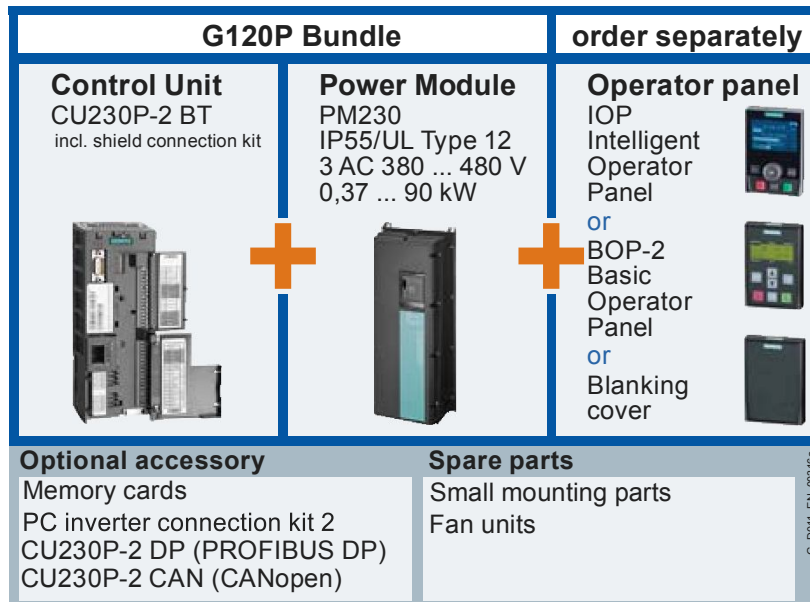 G120P Bundle
order separately
Control Unit
CU230P-2 BT
incl. shield connection kit
Power Module
PM230
IP55/UL Type 12
3 AC 380 ... 480 V
0,37 ... 90 kW
Operator panel
IOP
Intelligent
Operator
Panel
or
BOP-2
Basic
Operator
Panel
or
Blanking
cover
Optional accessory
Memory cards
PC inverter connection kit 2
CU230P-2 DP (PROFIBUS DP)
CU230P-2 CAN (CANopen)
Spare parts
Small mounting parts
Fan units